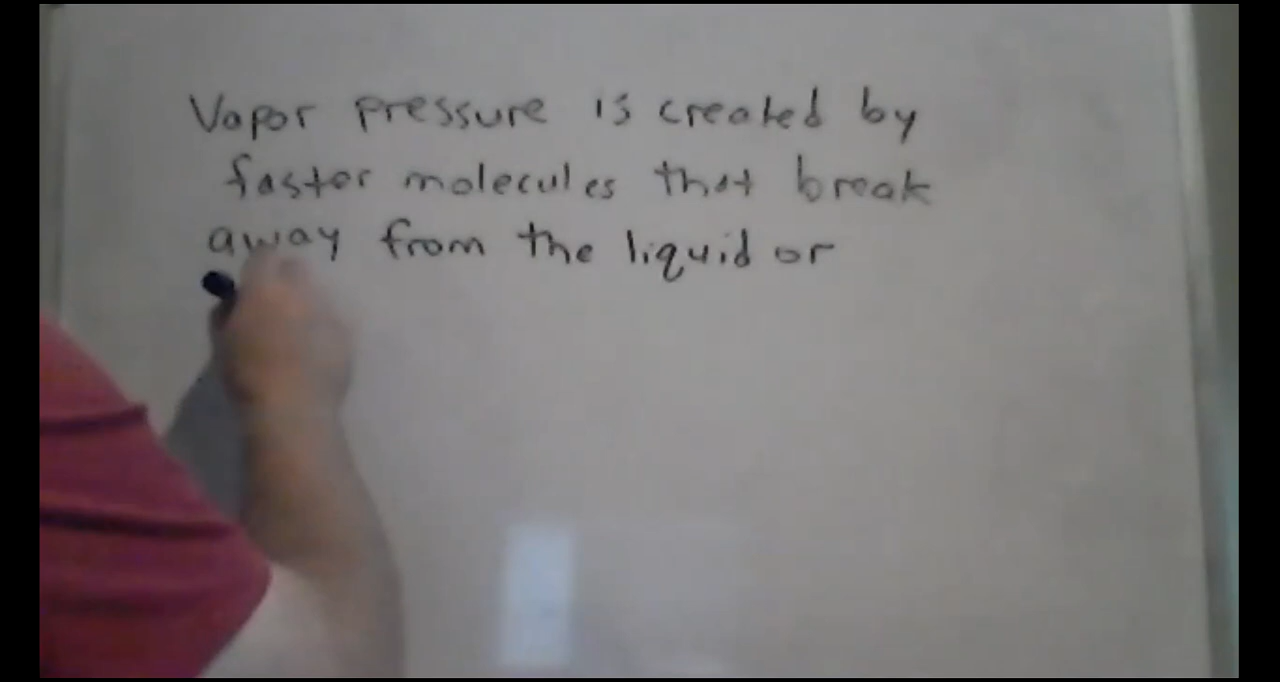 Vapor pressure is created by
faster molecules that break
away from the liquid or